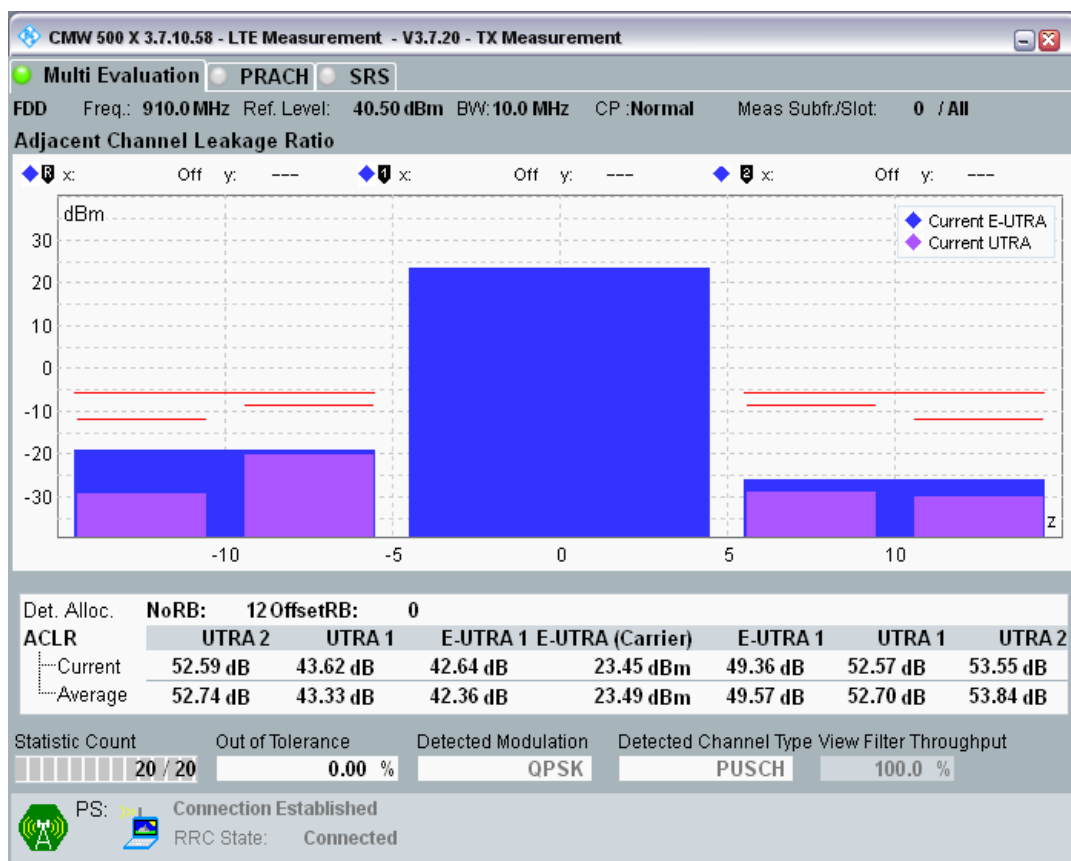 CMW 500 X 3.7.10.58 - LTE Measurement - V3.7.20 - TX Measurement
Multi Evaluation PRACH SRS
FDD Freq.: 910.0 MHz Ref. Level: 40.50 dBm BW: 10.0 MHz CP : Normal Meas Subfr./Slot: 0 / All
Adjacent Channel Leakage Ratio
R x: Off y: --- 1 x: Off y: --- 2 x: Off y: ---
dBm
Current E-UTRA
Current UTRA
30
20
10
0
-10
-20
-30
z
-10 -5 0 5 10
Det. Alloc. NoRB: 12 OffsetRB: 0
ACLR UTRA 2 UTRA 1 E-UTRA 1 E-UTRA (Carrier) E-UTRA 1 UTRA 1 UTRA 2
Current 52.59 dB 43.62 dB 42.64 dB 23.45 dBm 49.36 dB 52.57 dB 53.55 dB
Average 52.74 dB 43.33 dB 42.36 dB 23.49 dBm 49.57 dB 52.70 dB 53.84 dB
Statistic Count Out of Tolerance Detected Modulation Detected Channel Type View Filter Throughput
20 / 20 0.00 % QPSK PUSCH 100.0 %
PS: Connection Established
RRC State: Connected